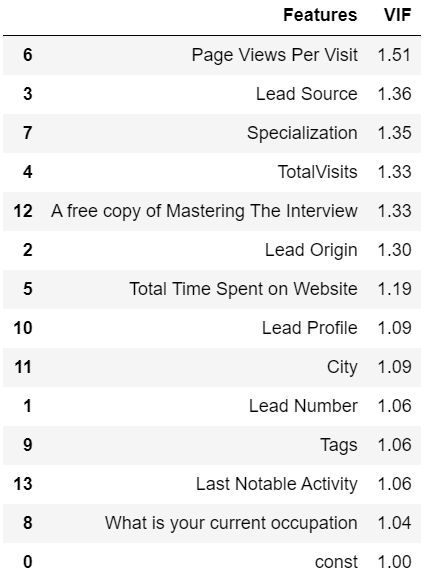 Features VIF
6 Page Views Per Visit 1.51
3 Lead Source 1.36
7 Specialization 1.35
4 TotalVisits 1.33
12 A free copy of Mastering The Interview 1.33
2 Lead Origin 1.30
5 Total Time Spent on Website 1.19
10 Lead Profile 1.09
11 City 1.09
1 Lead Number 1.06
9 Tags 1.06
13 Last Notable Activity 1.06
8 What is your current occupation 1.04
0 const 1.00